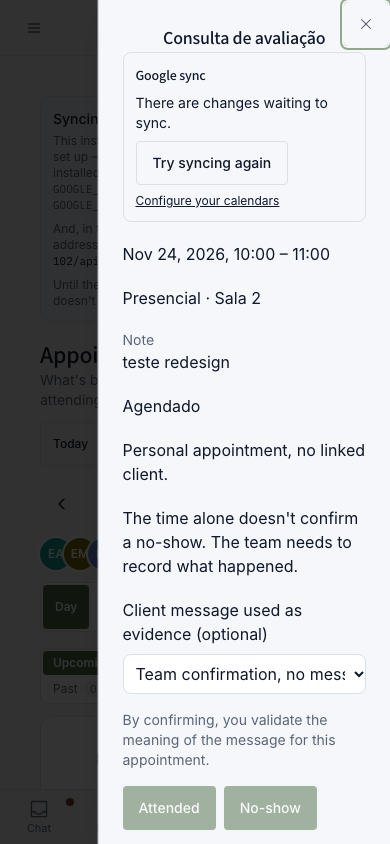 Consulta de avaliação
Google sync
There are changes waiting to
sync.
Try syncing again
Configure your calendars
Nov 24, 2026, 10:00 – 11:00
Presencial · Sala 2
Note
teste redesign
Agendado
Personal appointment, no linked
client.
The time alone doesn't confirm
a no-show. The team needs to
record what happened.
Client message used as
evidence (optional)
Team confirmation, no mess
By confirming, you validate the
meaning of the message for this
appointment.
Attended
No-show
Syncin
This ins
set up –
installed
GOOGLE_
GOOGLE_
And, in t
address
102/api
Until the
doesn't
Appoi
What's b
attending
Today
EA
EM
Day
Upcomi
Past
0
Chat